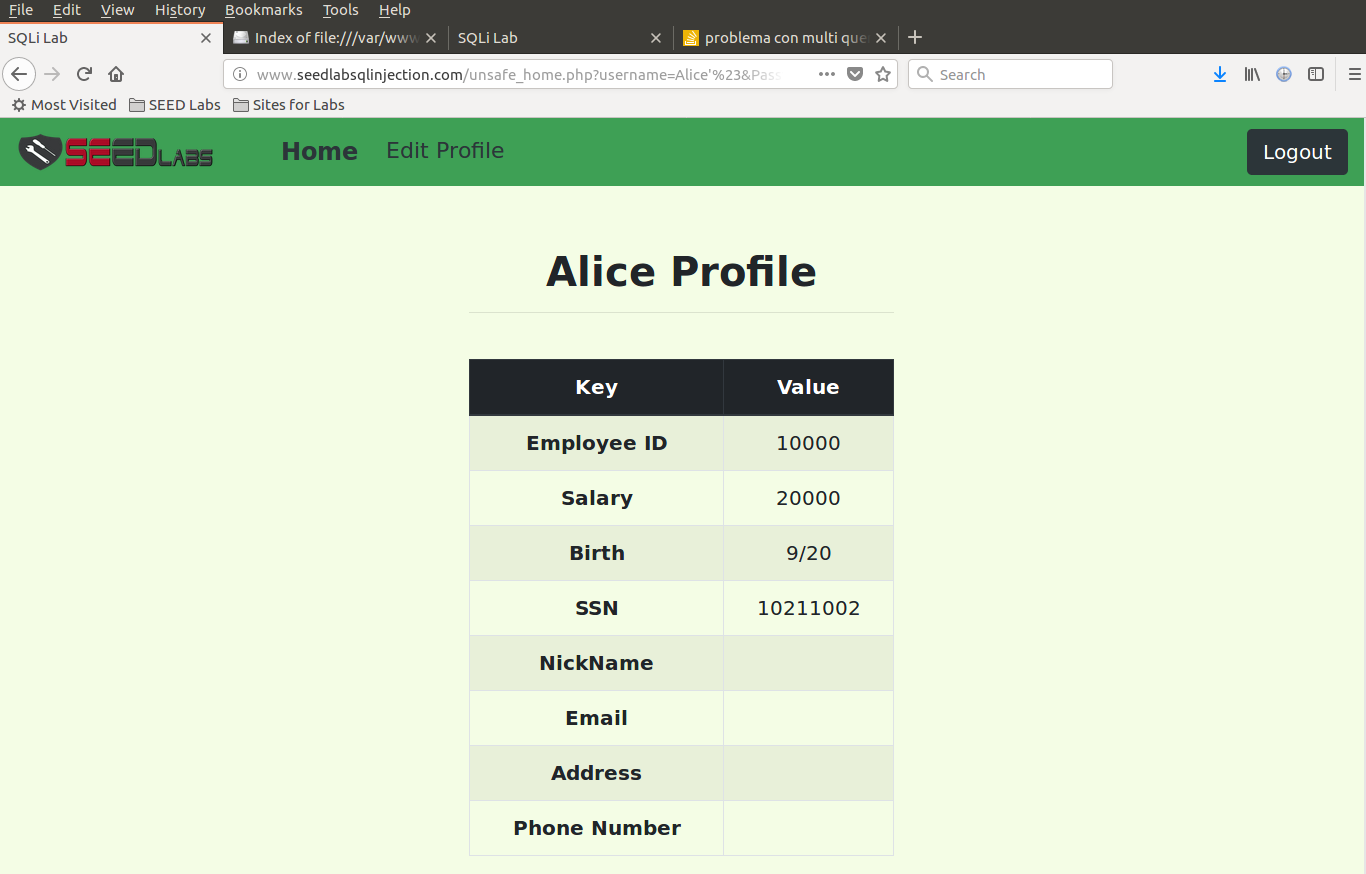 File Edit View History Bookmarks Tools Help
SQLi Lab Index of file:///var/www SQLi Lab problema con multi que
www.seedlabsqlinjection.com/unsafe_home.php?username=Alice'%23&Pass Search
Most Visited SEED Labs Sites for Labs
SEEDLABS Home Edit Profile Logout
Alice Profile
Key Value
Employee ID 10000
Salary 20000
Birth 9/20
SSN 10211002
NickName
Email
Address
Phone Number